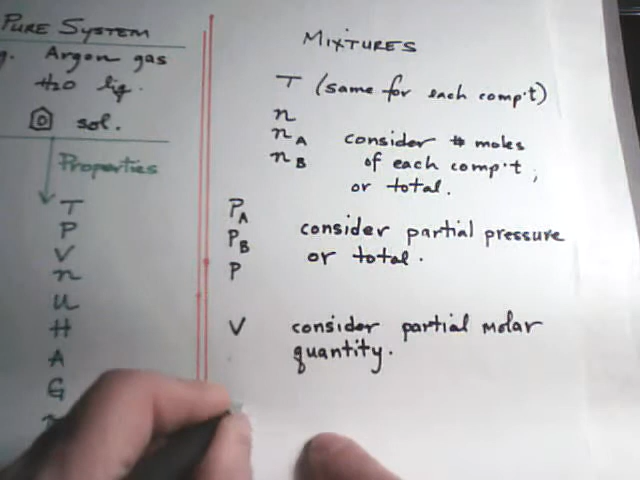 PURE SYSTEM
g. Argon gas
H2O liq.
sol.
Properties
T
P
V
n
U
H
A
G
MIXTURES
T (same for each comp't)
n
nA consider # moles
nB of each comp't,
or total.
PA
PB consider partial pressure
P or total.
V consider partial molar
quantity.